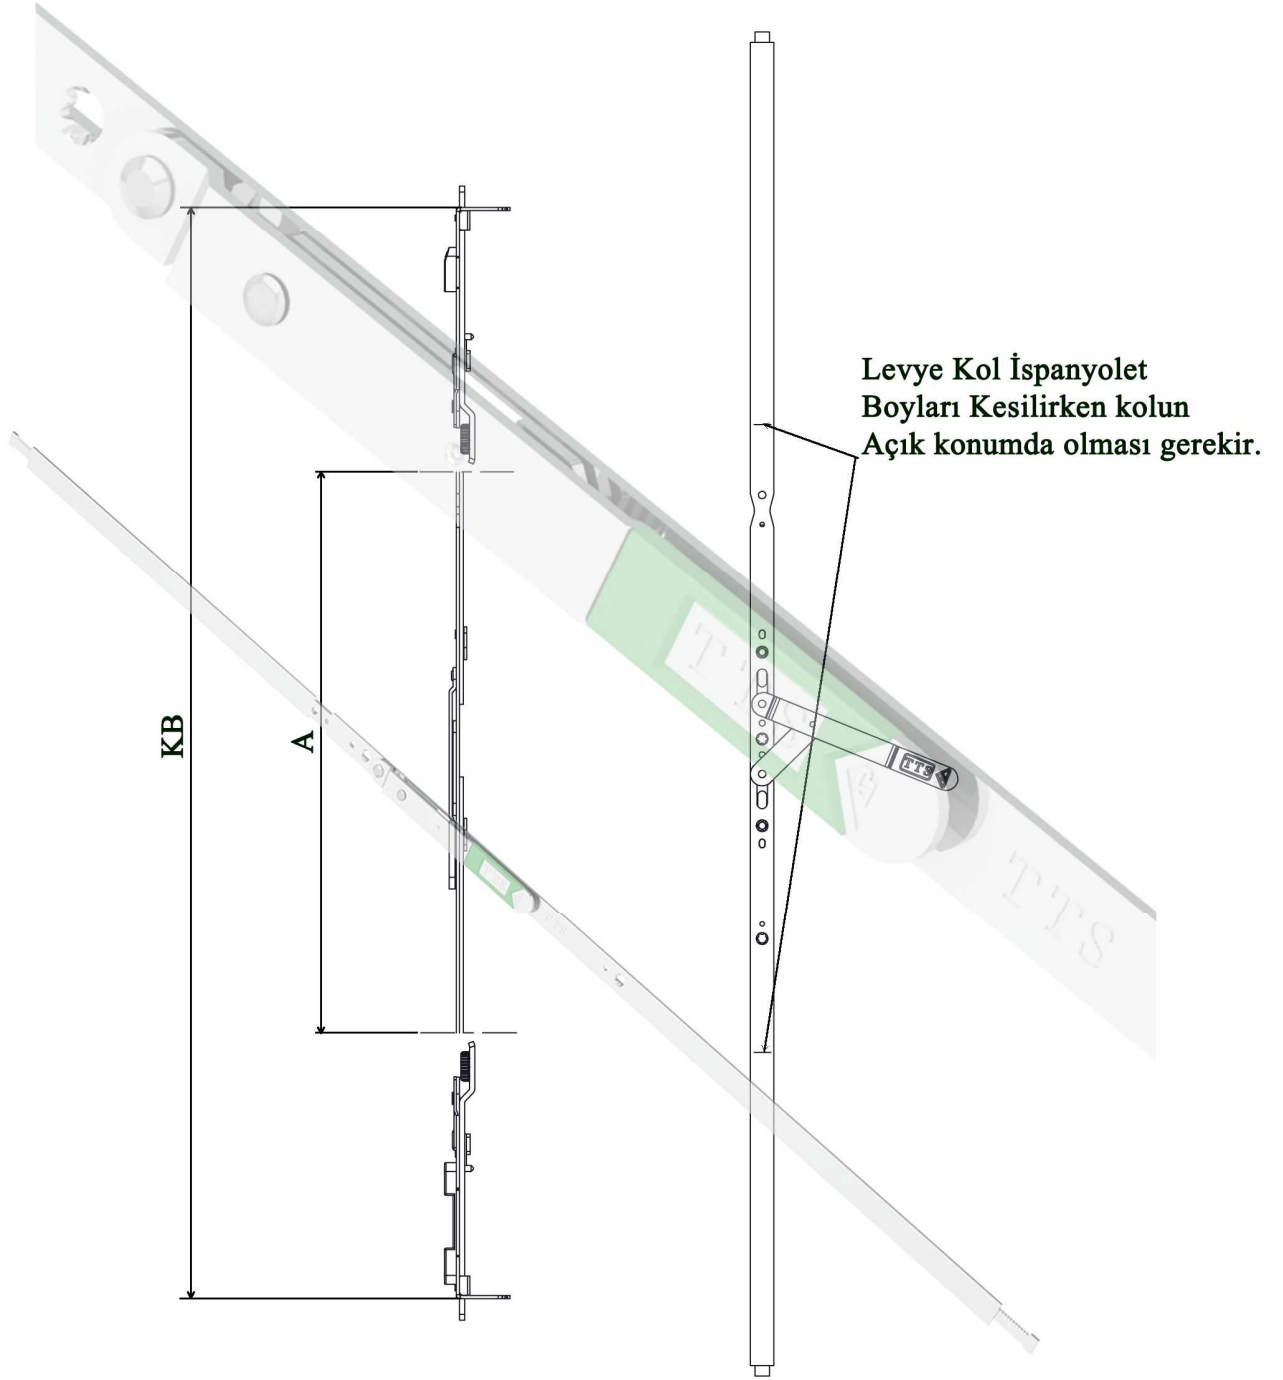 Levye Kol İspanyolet
Boyları Kesilirken kolun
Açık konumda olması gerekir.
KB
A
TTS
TTS
TTS